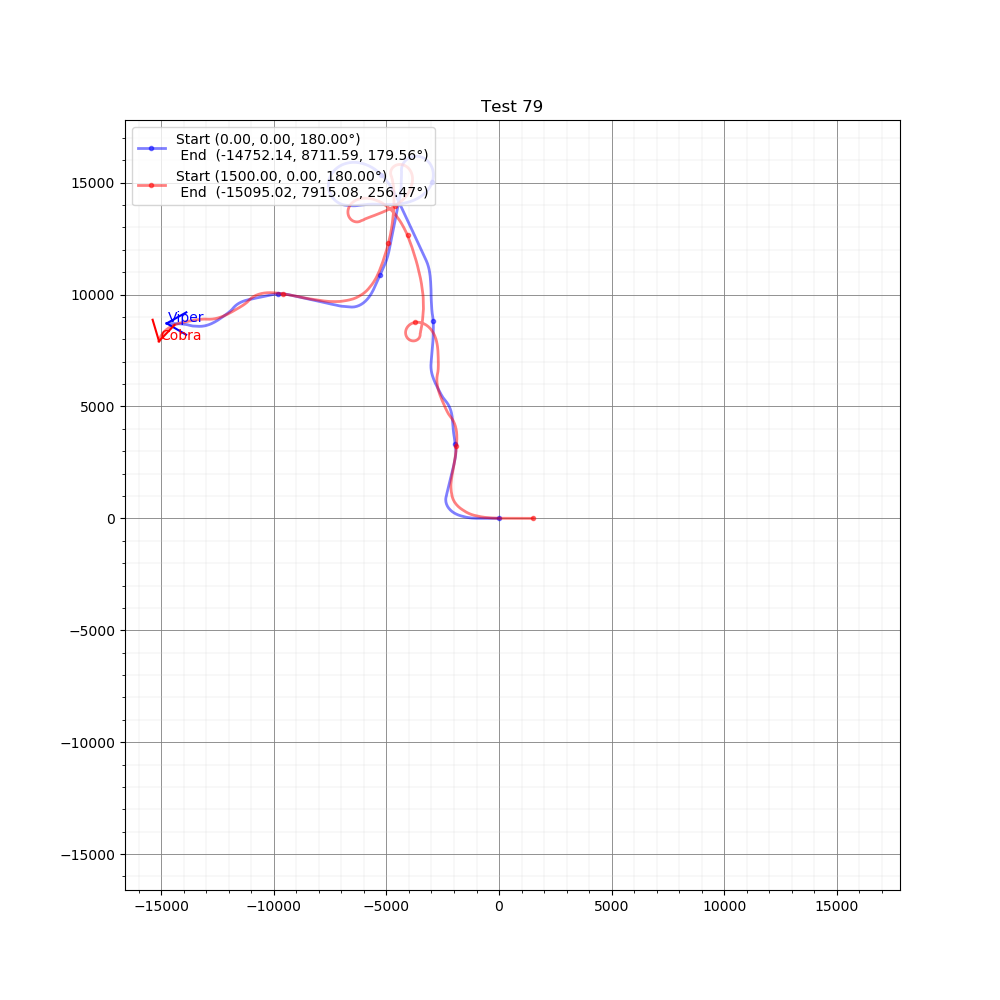 Test 79
Start (0.00, 0.00, 180.00°)
End (-14752.14, 8711.59, 179.56°)
Start (1500.00, 0.00, 180.00°)
End (-15095.02, 7915.08, 256.47°)
15000
10000
5000
0
−5000
−10000
−15000
Viper
Cobra
−15000
−10000
−5000
0
5000
10000
15000